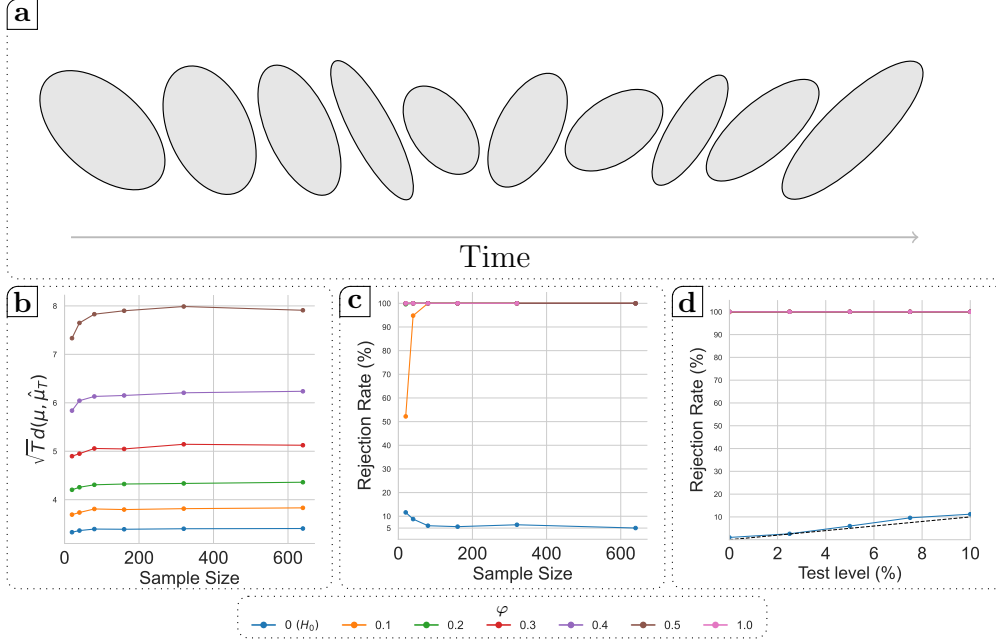 a
Time
b
8
7
6
5
4
√T d(μ, μ̂_T)
0 200 400 600
Sample Size
c
100
90
80
70
60
50
40
30
20
10
5
Rejection Rate (%)
0 200 400 600
Sample Size
d
100
90
80
70
60
50
40
30
20
10
Rejection Rate (%)
0 2 4 6 8 10
Test level (%)
φ
0 (H₀) 0.1 0.2 0.3 0.4 0.5 1.0